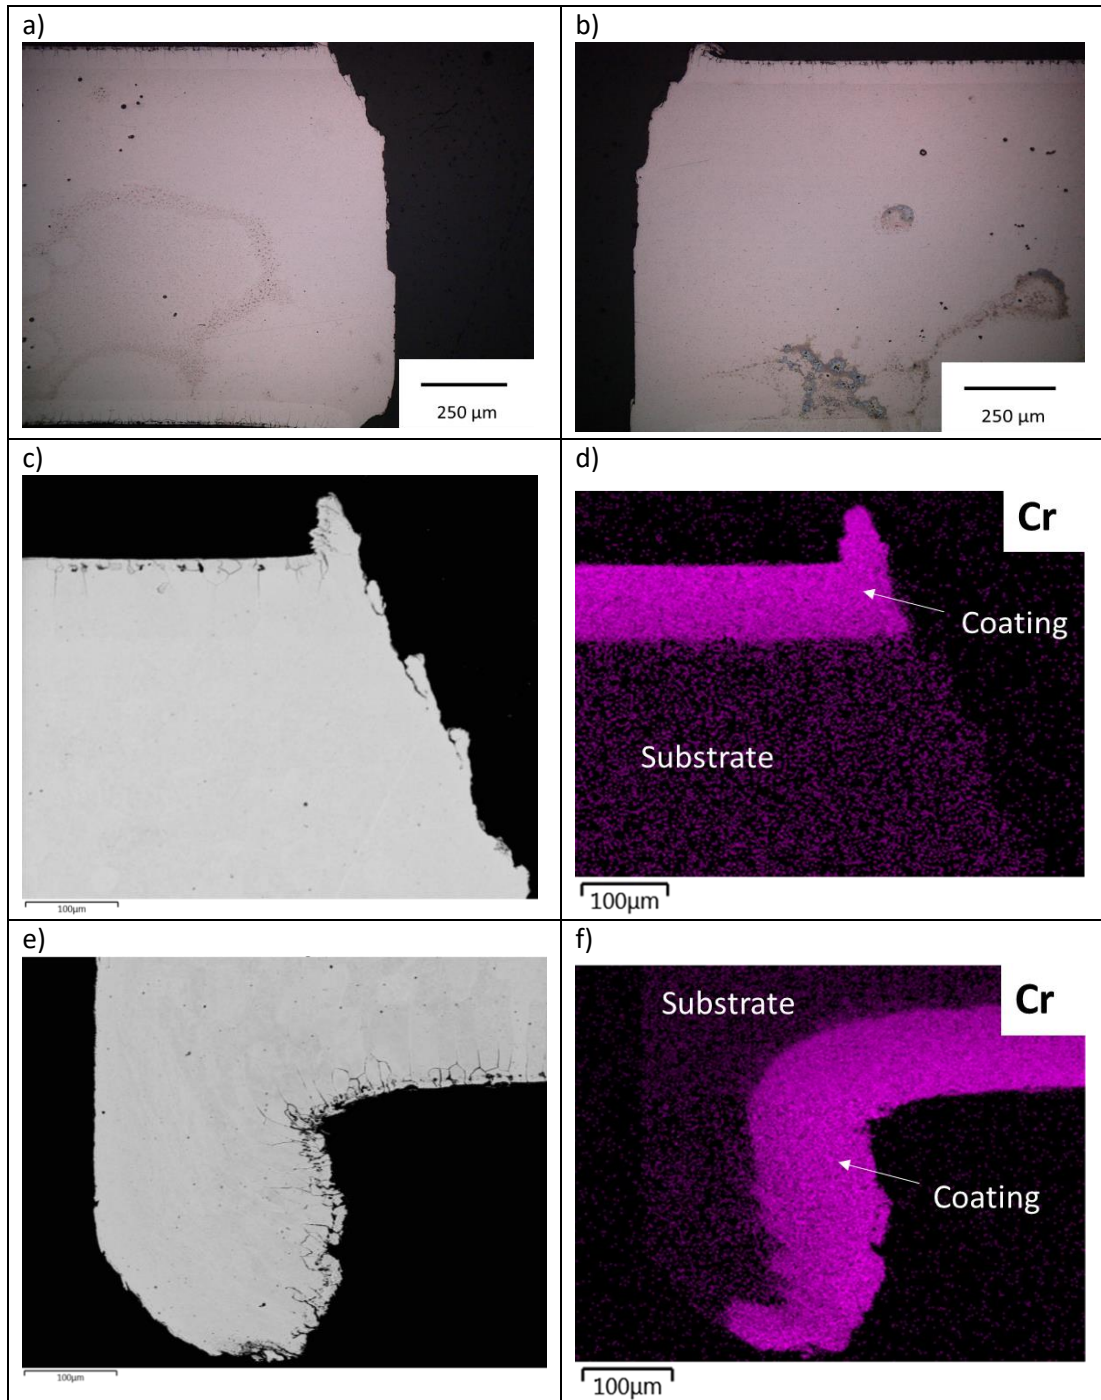 a)
b)
250 µm
250 µm
c)
d)
Cr
Coating
Substrate
100µm
100µm
e)
f)
Substrate
Cr
Coating
100µm
100µm